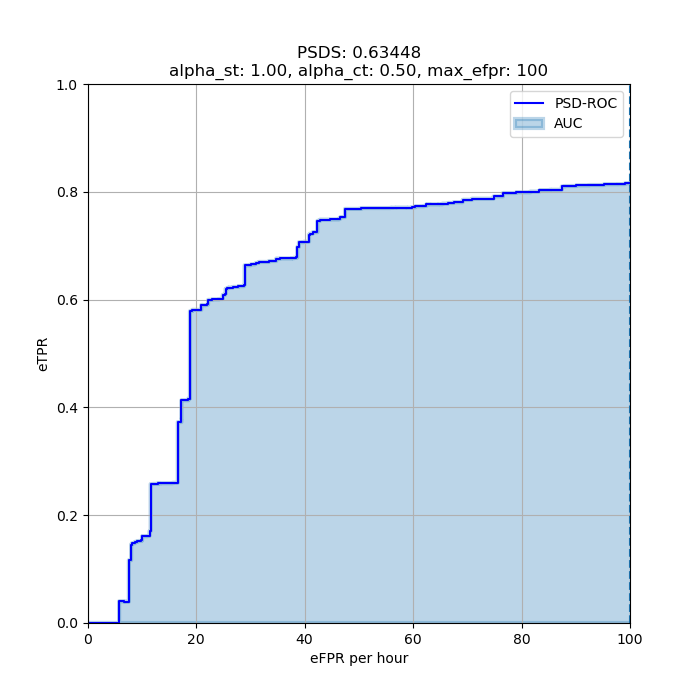 PSDS: 0.63448
alpha_st: 1.00, alpha_ct: 0.50, max_efpr: 100
1.0
PSD-ROC
AUC
0.8
0.6
eTPR
0.4
0.2
0.0
0 20 40 60 80 100
eFPR per hour